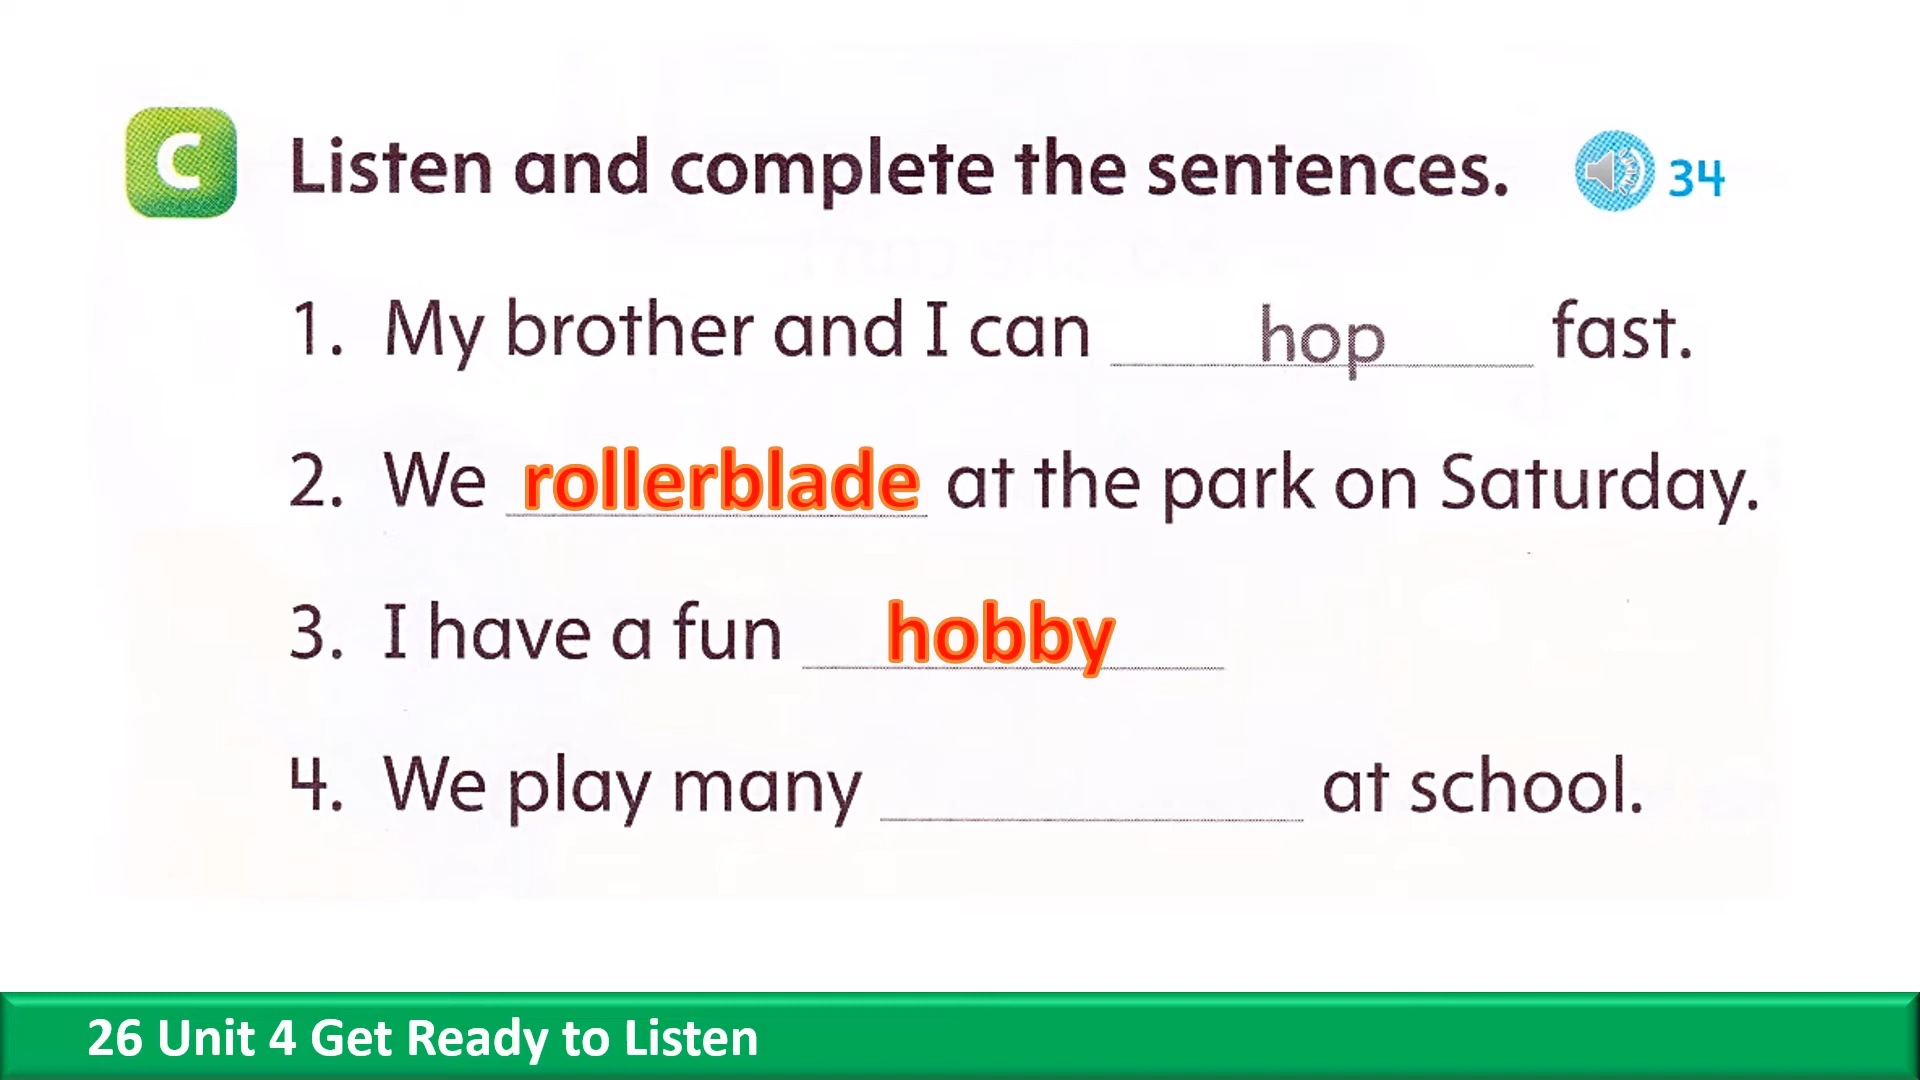 C Listen and complete the sentences. 34
1. My brother and I can hop fast.
2. We rollerblade at the park on Saturday.
3. I have a fun hobby
4. We play many at school.
26 Unit 4 Get Ready to Listen